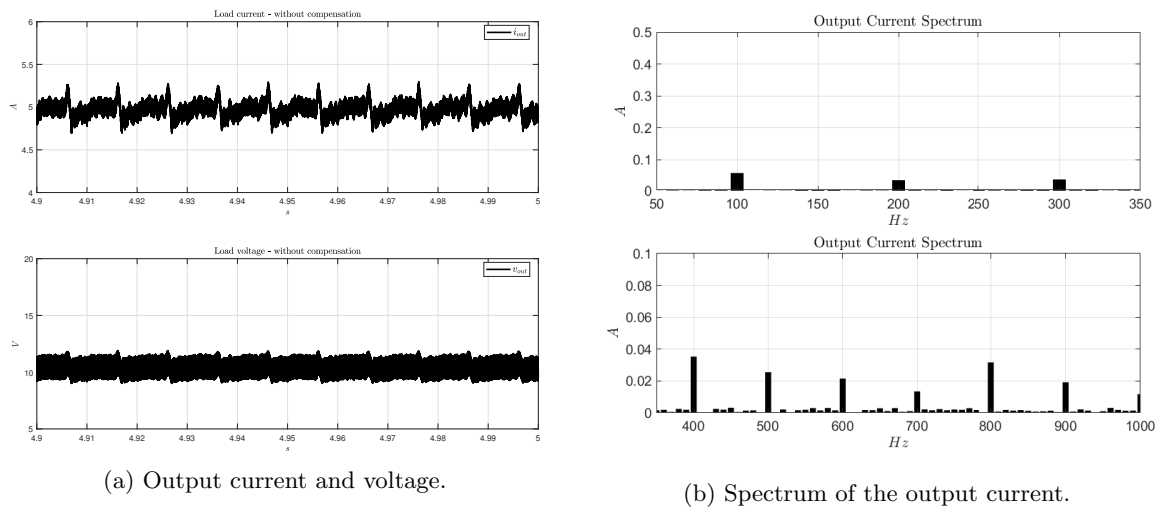 Load current - without compensation
6
5.5
5
4.5
4
A
i_out
4.9 4.91 4.92 4.93 4.94 4.95 4.96 4.97 4.98 4.99 5
s
Load voltage - without compensation
20
15
10
5
V
v_out
4.9 4.91 4.92 4.93 4.94 4.95 4.96 4.97 4.98 4.99 5
s
(a) Output current and voltage.
Output Current Spectrum
0.5
0.4
0.3
0.2
0.1
0
A
50 100 150 200 250 300 350
Hz
Output Current Spectrum
0.1
0.08
0.06
0.04
0.02
0
A
400 500 600 700 800 900 1000
Hz
(b) Spectrum of the output current.